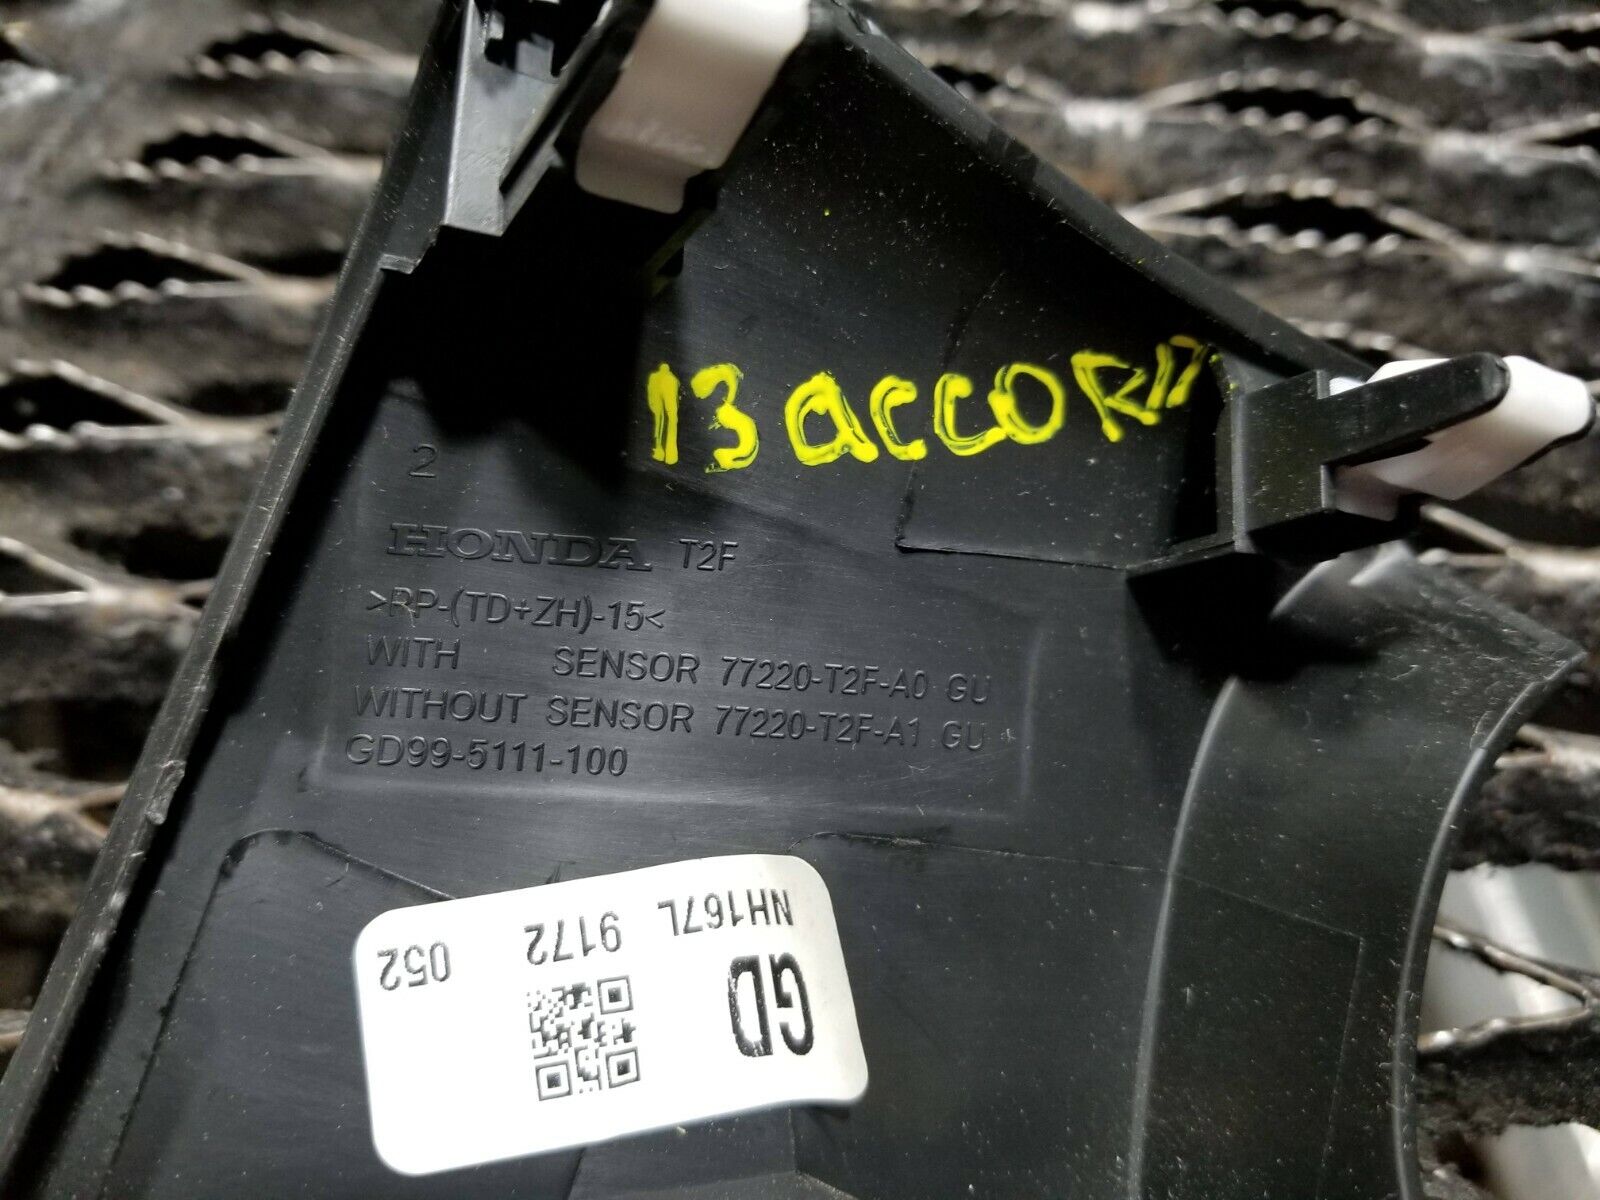 13 accord
2
HONDA T2F
>PP-(TD+ZH)-15<
WITH SENSOR 77220-T2F-A0 GU
WITHOUT SENSOR 77220-T2F-A1 GU
GD99-5111-100
GD
NH167L 9172 052